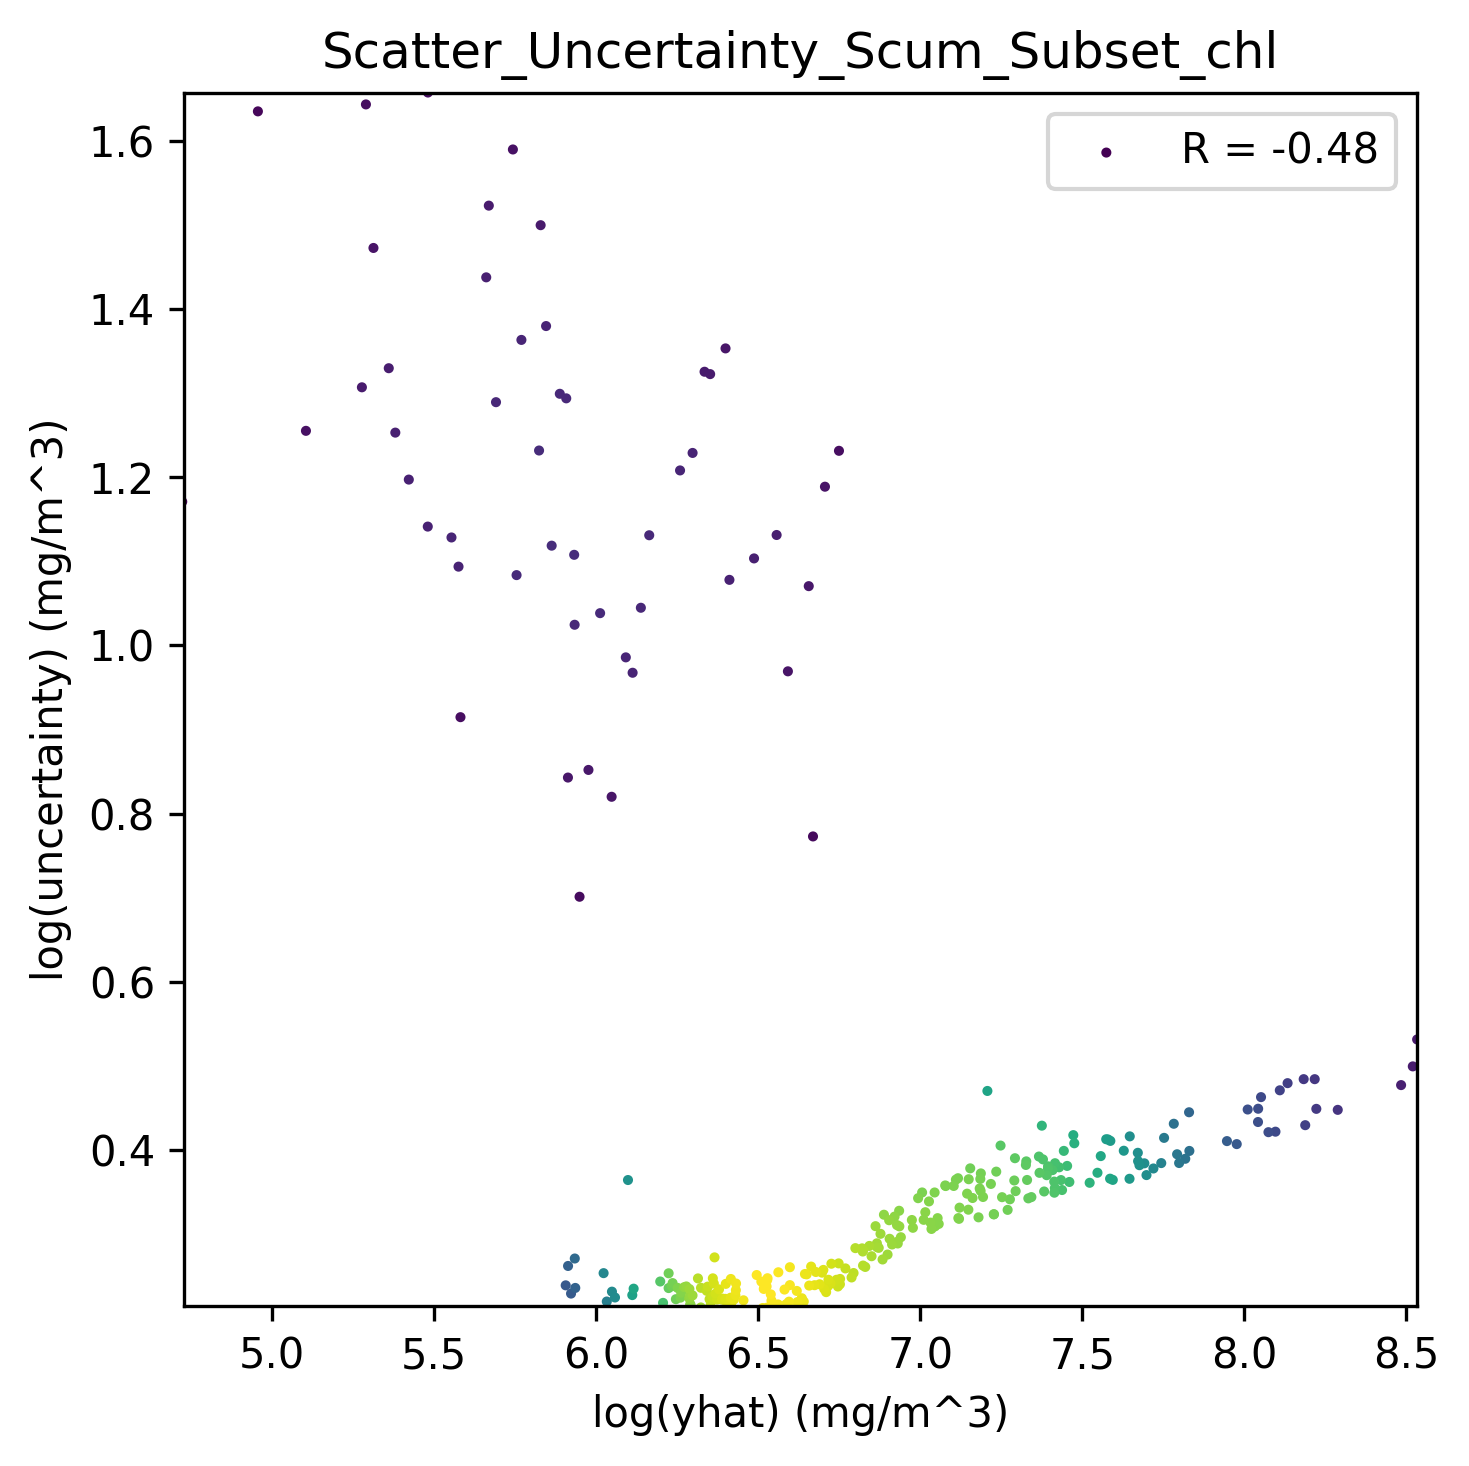 Scatter_Uncertainty_Scum_Subset_chl
R = -0.48
log(uncertainty) (mg/m^3)
1.6
1.4
1.2
1.0
0.8
0.6
0.4
5.0 5.5 6.0 6.5 7.0 7.5 8.0 8.5
log(yhat) (mg/m^3)